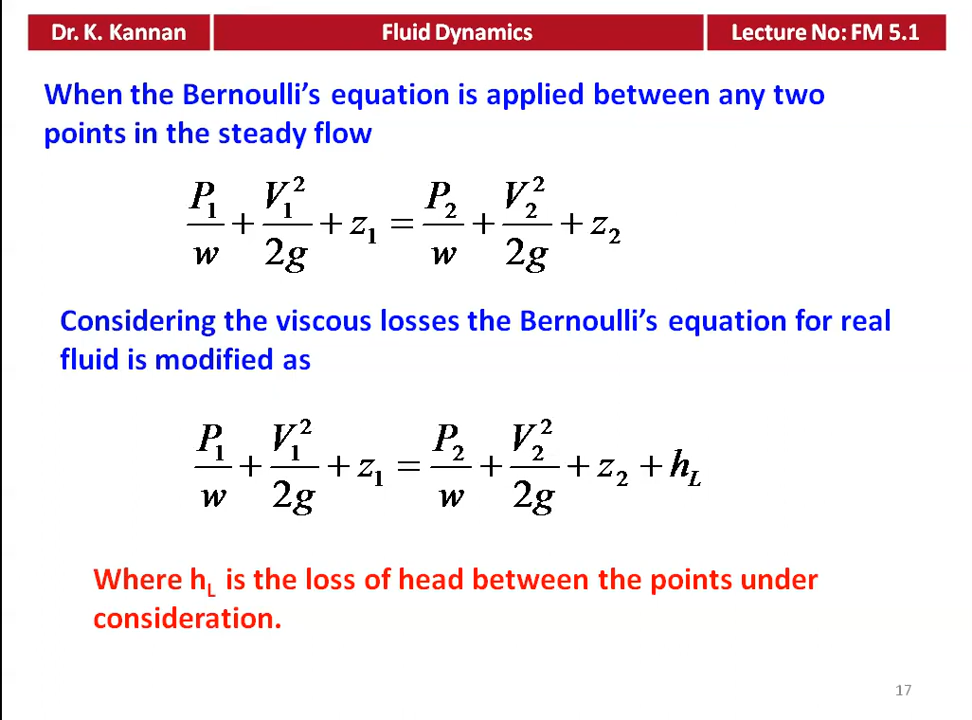 Dr. K. Kannan
Fluid Dynamics
Lecture No: FM 5.1
When the Bernoulli's equation is applied between any two
points in the steady flow
P₁/w + V₁²/2g + z₁ = P₂/w + V₂²/2g + z₂
Considering the viscous losses the Bernoulli's equation for real
fluid is modified as
P₁/w + V₁²/2g + z₁ = P₂/w + V₂²/2g + z₂ + h_L
Where h_L is the loss of head between the points under
consideration.
17